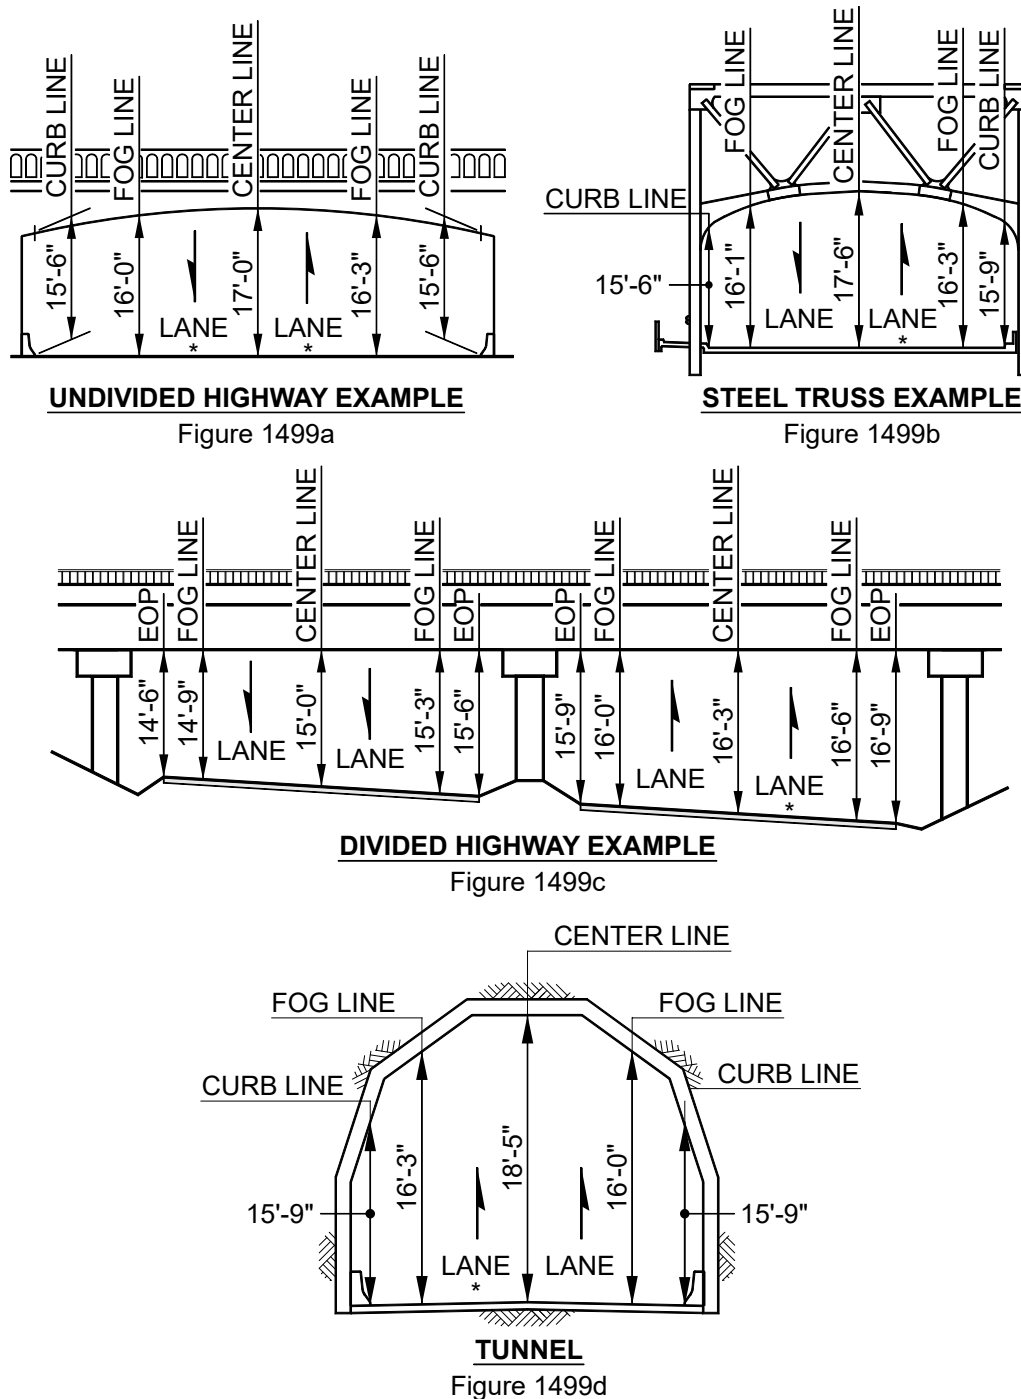 CURB LINE
FOG LINE
CENTER LINE
FOG LINE
CURB LINE
15'-6"
16'-0"
17'-0"
16'-3"
15'-6"
LANE
*
LANE
*
UNDIVIDED HIGHWAY EXAMPLE
Figure 1499a
FOG LINE
CENTER LINE
FOG LINE
CURB LINE
CURB LINE
15'-6"
16'-1"
17'-6"
16'-3"
15'-9"
LANE
LANE
*
STEEL TRUSS EXAMPLE
Figure 1499b
EOP
FOG LINE
CENTER LINE
FOG LINE
EOP
EOP
FOG LINE
CENTER LINE
FOG LINE
EOP
14'-6"
14'-9"
15'-0"
15'-3"
15'-6"
15'-9"
16'-0"
16'-3"
16'-6"
16'-9"
LANE
LANE
LANE
LANE
*
DIVIDED HIGHWAY EXAMPLE
Figure 1499c
CENTER LINE
FOG LINE
FOG LINE
CURB LINE
CURB LINE
15'-9"
16'-3"
18'-5"
16'-0"
15'-9"
LANE
*
LANE
TUNNEL
Figure 1499d